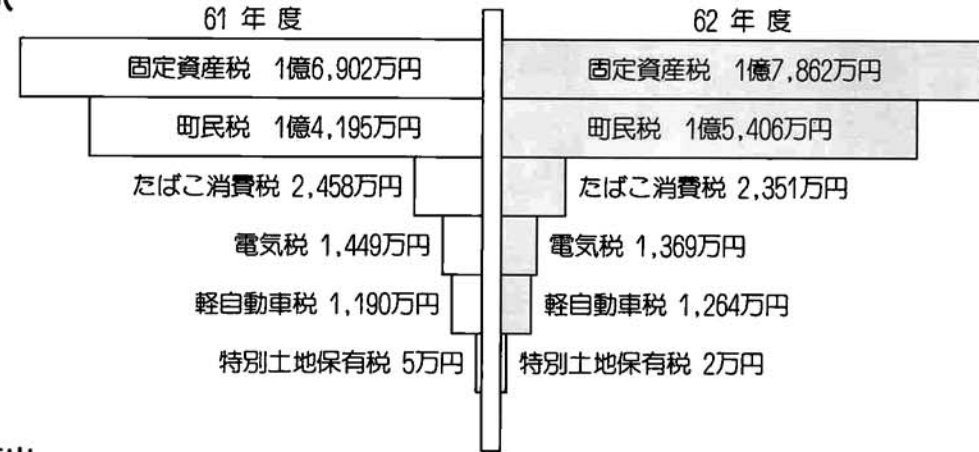 61年度
62年度
固定資産税 1億6,902万円
固定資産税 1億7,862万円
町民税 1億4,195万円
町民税 1億5,406万円
たばこ消費税 2,458万円
たばこ消費税 2,351万円
電気税 1,449万円
電気税 1,369万円
軽自動車税 1,190万円
軽自動車税 1,264万円
特別土地保有税 5万円
特別土地保有税 2万円